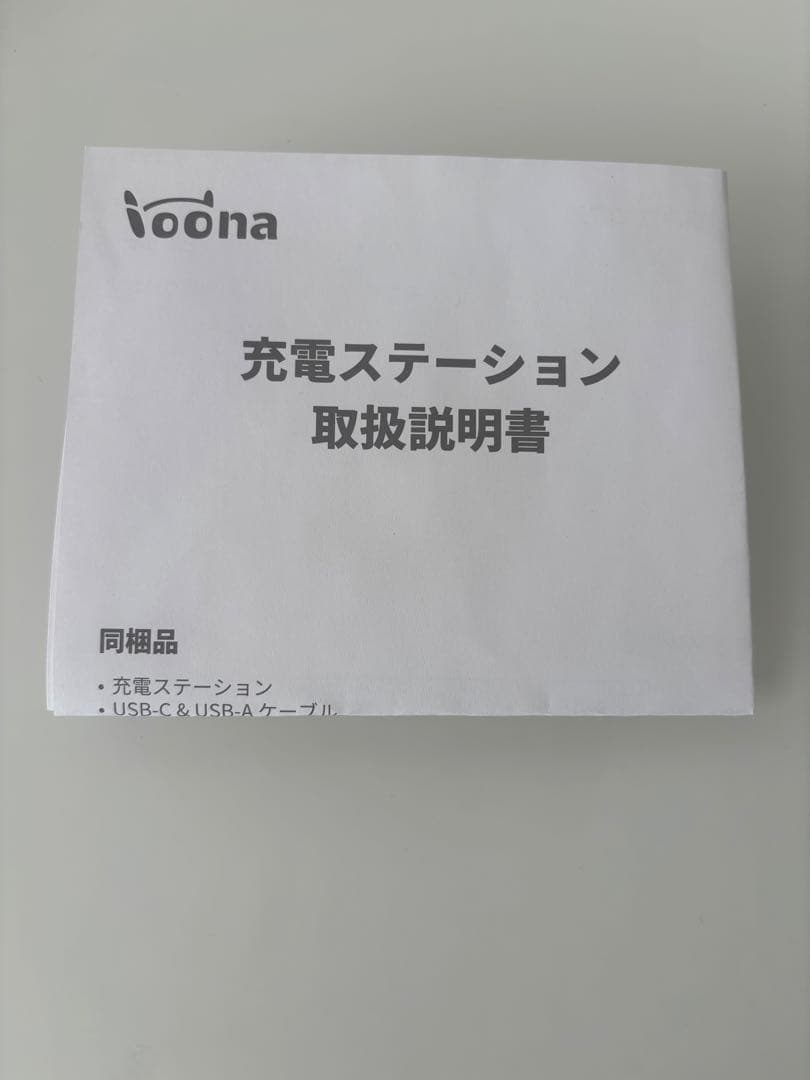 loona
充電ステーション
取扱説明書
同梱品
• 充電ステーション
• USB-C & USB-A ケーブル